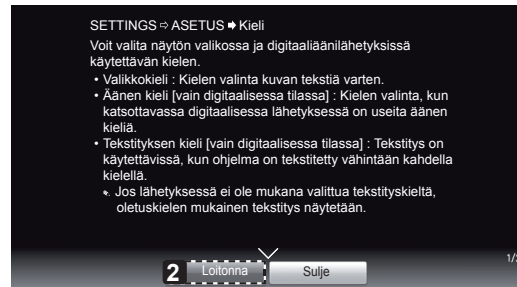 SETTINGS ⇨ ASETUS ➡ Kieli
Voit valita näytön valikossa ja digitaaliäänilähetyksissä
käytettävän kielen.
• Valikkokieli : Kielen valinta kuvan tekstiä varten.
• Äänen kieli [vain digitaalisessa tilassa] : Kielen valinta, kun
katsottavassa digitaalisessa lähetyksessä on useita äänen
kieliä.
• Tekstityksen kieli [vain digitaalisessa tilassa] : Tekstitys on
käytettävissä, kun ohjelma on tekstitetty vähintään kahdella
kielellä.
Jos lähetyksessä ei ole mukana valittua tekstityskieltä,
oletuskielen mukainen tekstitys näytetään.
2 Loitonna Sulje